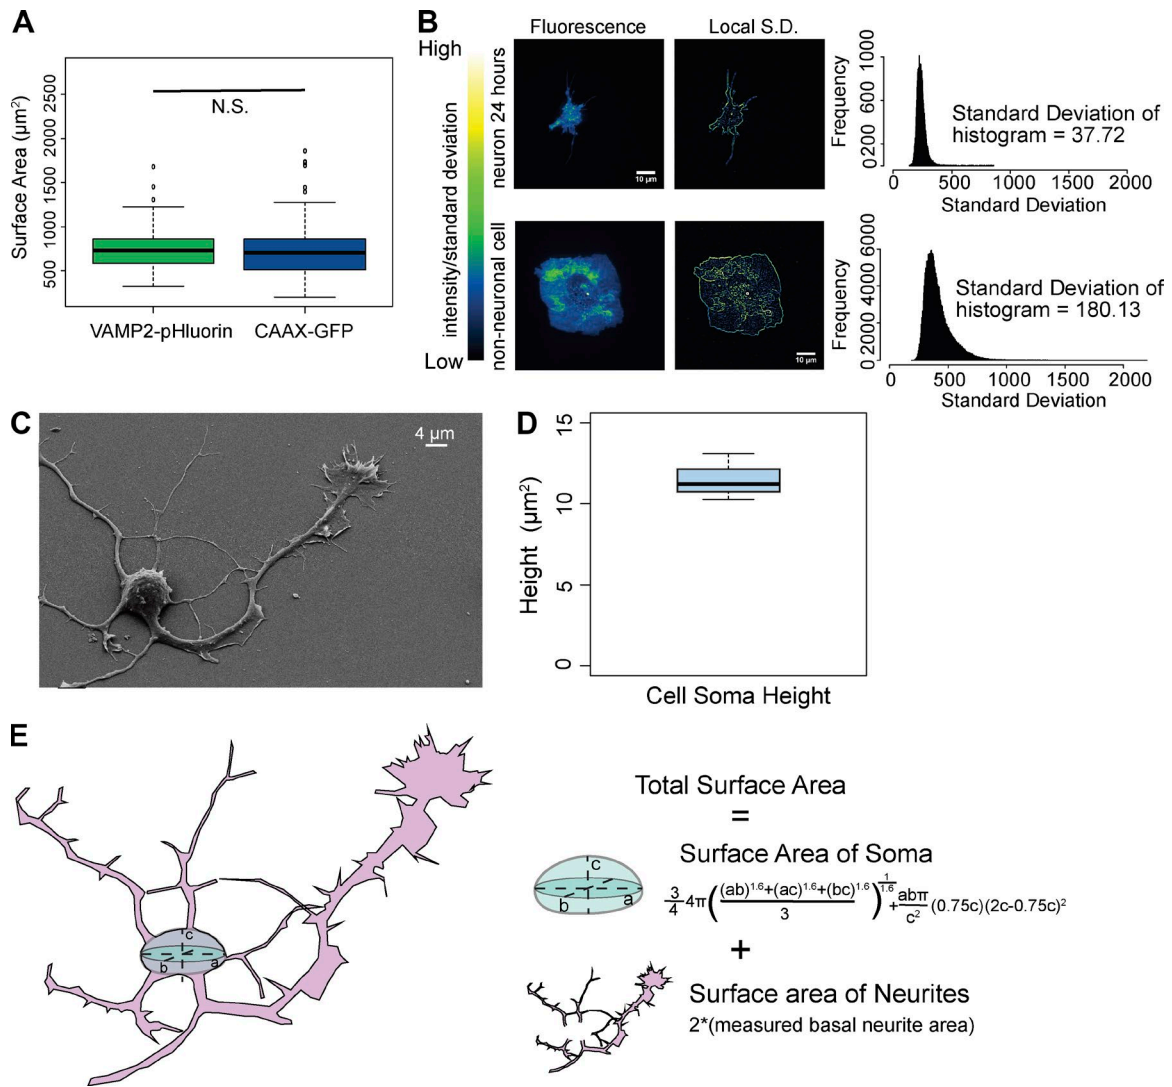 A
Surface Area (µm²)
500 1000 1500 2000 2500
N.S.
VAMP2-pHluorin CAAX-GFP
B
High
Low
intensity/standard deviation
Fluorescence Local S.D.
neuron 24 hours
10 µm
Frequency
0 200 600 1000
Standard Deviation of
histogram = 37.72
0 500 1000 1500 2000
Standard Deviation
non-neuronal cell
10 µm
Frequency
0 2000 4000 6000
Standard Deviation of
histogram = 180.13
0 500 1000 1500 2000
Standard Deviation
C
4 µm
D
Height (µm²)
0 5 10 15
Cell Soma Height
E
c
b a
Total Surface Area
=
Surface Area of Soma
c
b a
3/4 4π((ab)^1.6+(ac)^1.6+(bc)^1.6/3)^1/1.6 + abπ/c² (0.75c)(2c-0.75c)²
+
Surface area of Neurites
2*(measured basal neurite area)